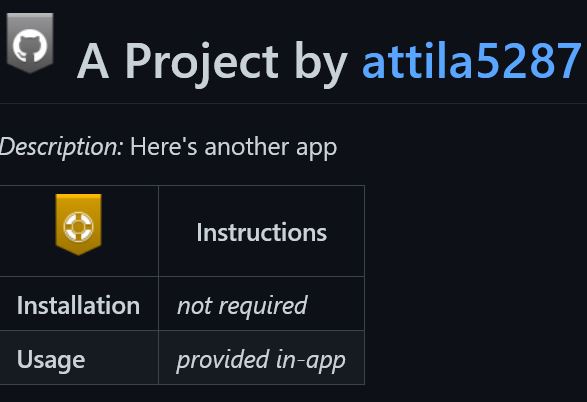 A Project by attila5287
Description: Here's another app
Instructions
Installation not required
Usage provided in-app